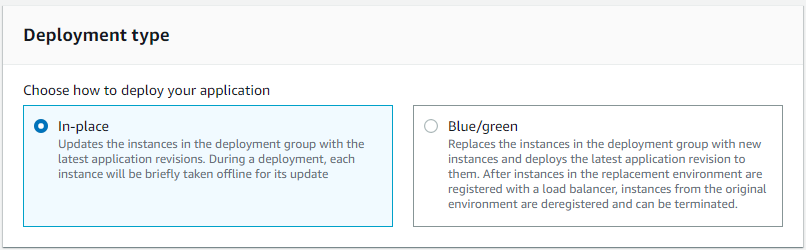 Deployment type
Choose how to deploy your application
In-place
Updates the instances in the deployment group with the
latest application revisions. During a deployment, each
instance will be briefly taken offline for its update
Blue/green
Replaces the instances in the deployment group with new
instances and deploys the latest application revision to
them. After instances in the replacement environment are
registered with a load balancer, instances from the original
environment are deregistered and can be terminated.